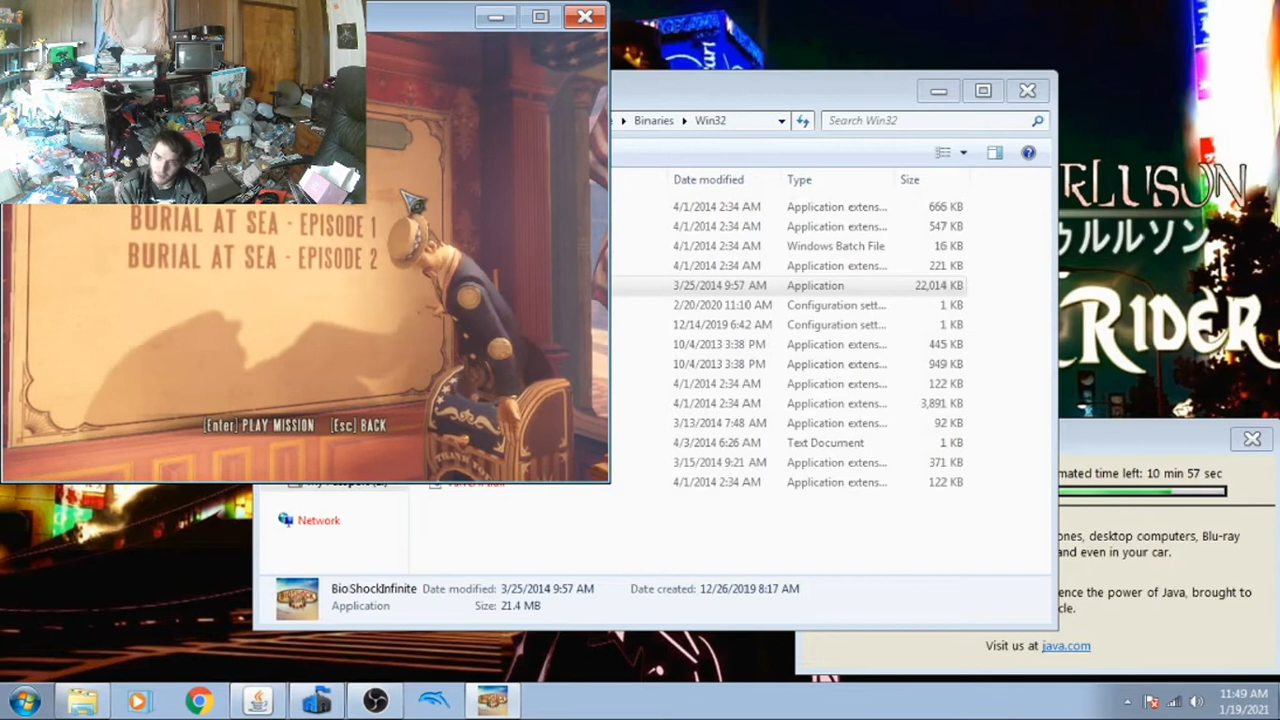 BURIAL AT SEA - EPISODE 1
BURIAL AT SEA - EPISODE 2
[Enter] PLAY MISSION [Esc] BACK
THANK YOU
Binaries Win32
Search Win32
Date modified Type Size
4/1/2014 2:34 AM Application extens... 666 KB
4/1/2014 2:34 AM Application extens... 547 KB
4/1/2014 2:34 AM Windows Batch File 16 KB
4/1/2014 2:34 AM Application extens... 221 KB
3/25/2014 9:57 AM Application 22,014 KB
2/20/2020 11:10 AM Configuration sett... 1 KB
12/14/2019 6:42 AM Configuration sett... 1 KB
10/4/2013 3:38 PM Application extens... 445 KB
10/4/2013 3:38 PM Application extens... 949 KB
4/1/2014 2:34 AM Application extens... 122 KB
4/1/2014 2:34 AM Application extens... 3,891 KB
3/13/2014 7:48 AM Application extens... 92 KB
4/3/2014 6:26 AM Text Document 1 KB
3/15/2014 9:21 AM Application extens... 371 KB
4/1/2014 2:34 AM Application extens... 122 KB
Network
BioShockInfinite Date modified: 3/25/2014 9:57 AM Date created: 12/26/2019 8:17 AM
Application Size: 21.4 MB
RLUSON
ゥルルソン
RIDER
mated time left: 10 min 57 sec
ones, desktop computers, Blu-ray
and even in your car.
ence the power of Java, brought to
cle.
Visit us at java.com
11:49 AM
1/19/2021